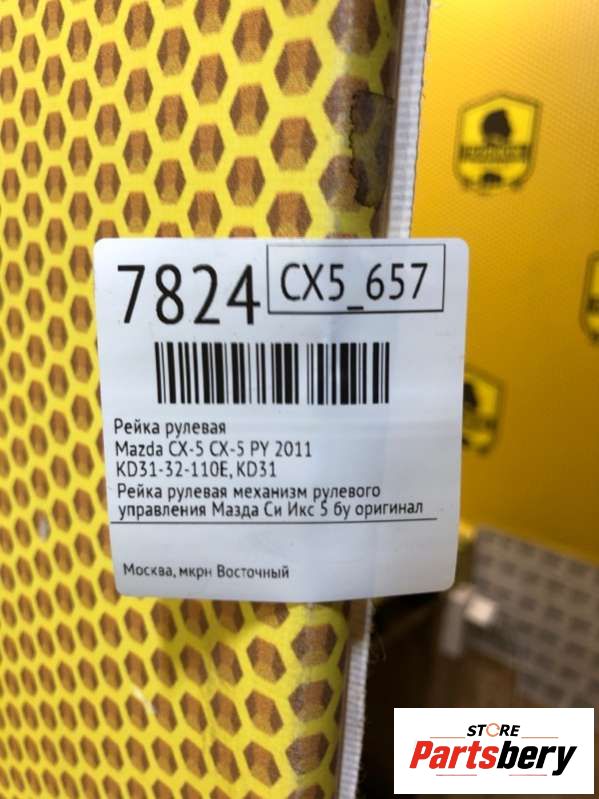 7824
CX5_657
Рейка рулевая
Mazda CX-5 CX-5 PY 2011
KD31-32-110E, KD31
Рейка рулевая механизм рулевого
управления Мазда Си Икс 5 бу оригинал
Москва, мкрн Восточный
STORE
Partsbery